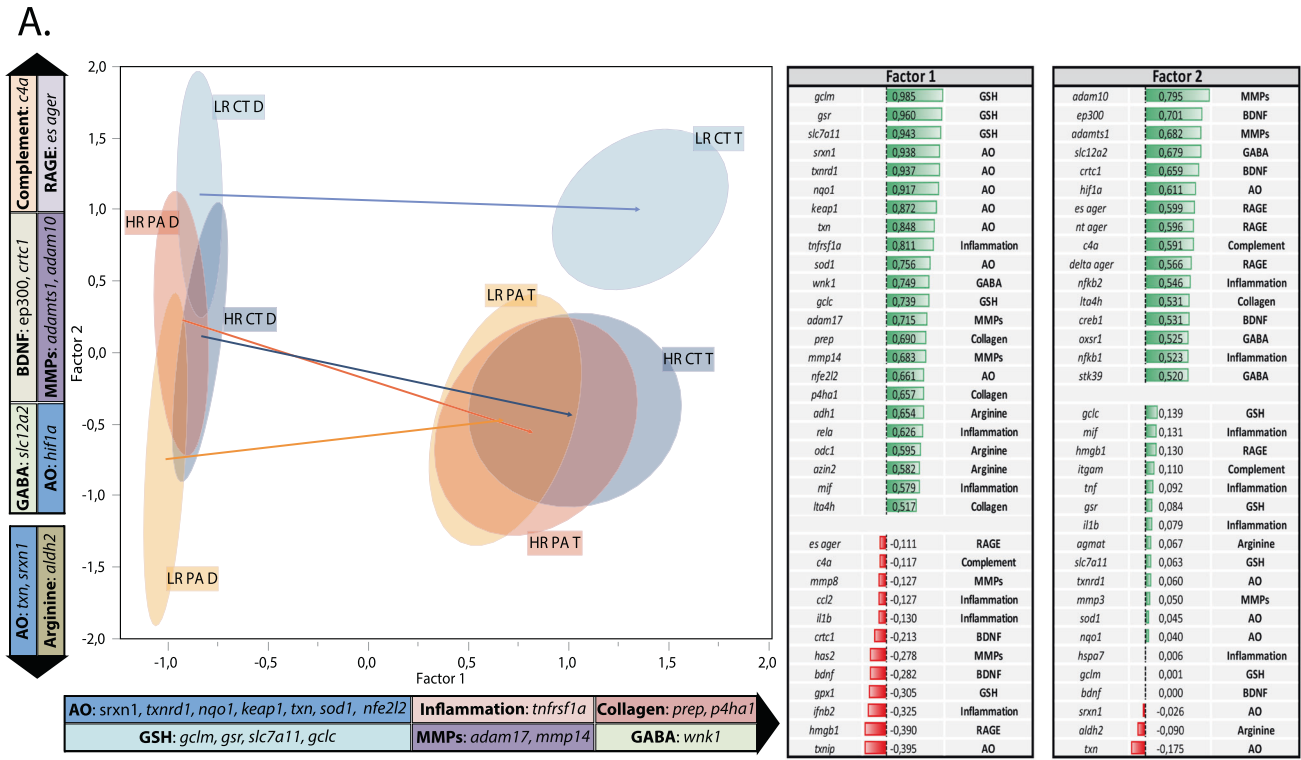 A.
Complement: c4a
RAGE: es ager
BDNF: ep300, crtc1
MMPs: adamts1, adam10
GABA: slc12a2
AO: hif1a
AO: txn, srxn1
Arginine: aldh2
Factor 2
2,0
1,5
1,0
0,5
0,0
-0,5
-1,0
-1,5
-2,0
LR CT D
LR CT T
HR PA D
LR PA T
HR CT D
HR CT T
HR PA T
LR PA D
-1,0 -0,5 0,0 0,5 1,0 1,5 2,0
Factor 1
AO: srxn1, txnrd1, nqo1, keap1, txn, sod1, nfe2l2
Inflammation: tnfrsf1a
Collagen: prep, p4ha1
GSH: gclm, gsr, slc7a11, gclc
MMPs: adam17, mmp14
GABA: wnk1
Factor 1
gclm 0,985 GSH
gsr 0,960 GSH
slc7a11 0,943 GSH
srxn1 0,938 AO
txnrd1 0,937 AO
nqo1 0,917 AO
keap1 0,872 AO
txn 0,848 AO
tnfrsf1a 0,811 Inflammation
sod1 0,756 AO
wnk1 0,749 GABA
gclc 0,739 GSH
adam17 0,715 MMPs
prep 0,690 Collagen
mmp14 0,683 MMPs
nfe2l2 0,661 AO
p4ha1 0,657 Collagen
adh1 0,654 Arginine
rela 0,626 Inflammation
odc1 0,595 Arginine
azin2 0,582 Arginine
mif 0,579 Inflammation
lta4h 0,517 Collagen
es ager -0,111 RAGE
c4a -0,117 Complement
mmp8 -0,127 MMPs
ccl2 -0,127 Inflammation
il1b -0,130 Inflammation
crtc1 -0,213 BDNF
has2 -0,278 MMPs
bdnf -0,282 BDNF
gpx1 -0,305 GSH
ifnb2 -0,325 Inflammation
hmgb1 -0,390 RAGE
txnip -0,395 AO
Factor 2
adam10 0,795 MMPs
ep300 0,701 BDNF
adamts1 0,682 MMPs
slc12a2 0,679 GABA
crtc1 0,659 BDNF
hif1a 0,611 AO
es ager 0,599 RAGE
nt ager 0,596 RAGE
c4a 0,591 Complement
delta ager 0,566 RAGE
nfkb2 0,546 Inflammation
lta4h 0,531 Collagen
creb1 0,531 BDNF
oxsr1 0,525 GABA
nfkb1 0,523 Inflammation
stk39 0,520 GABA
gclc 0,139 GSH
mif 0,131 Inflammation
hmgb1 0,130 RAGE
itgam 0,110 Complement
tnf 0,092 Inflammation
gsr 0,084 GSH
il1b 0,079 Inflammation
agmat 0,067 Arginine
slc7a11 0,063 GSH
txnrd1 0,060 AO
mmp3 0,050 MMPs
sod1 0,045 AO
nqo1 0,040 AO
hspa7 0,006 Inflammation
gclm 0,001 GSH
bdnf 0,000 BDNF
srxn1 -0,026 AO
aldh2 -0,090 Arginine
txn -0,175 AO